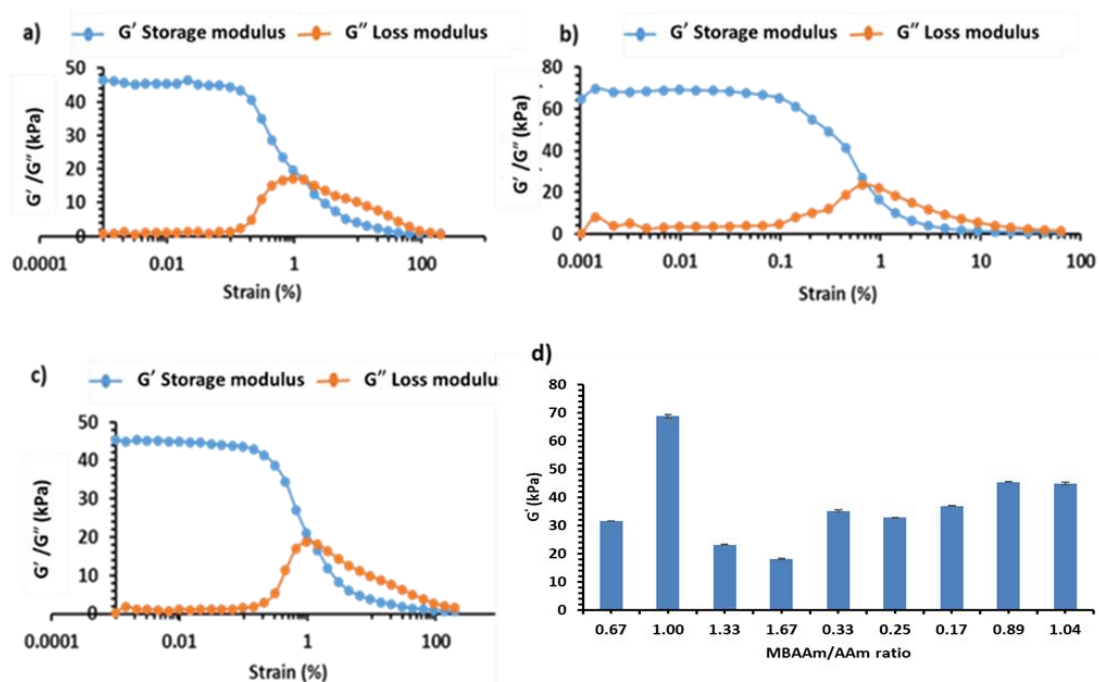 a)
G′ Storage modulus
G″ Loss modulus
G′ /G″ (kPa)
50
40
30
20
10
0
0.0001
0.01
1
100
Strain (%)
b)
G′ Storage modulus
G″ Loss modulus
G′ /G″ (kPa)
80
60
40
20
0
0.001
0.01
0.10
1
10
100
Strain (%)
c)
G′ Storage modulus
G″ Loss modulu
G′ /G″ (kPa)
50
40
30
20
10
0
0.0001
0.01
1
100
Strain (%)
d)
G′ (kPa)
80
70
60
50
40
30
20
10
0
0.67 1.00 1.33 1.67 0.33 0.25 0.17 0.89 1.04
MBAAm/AAm ratio